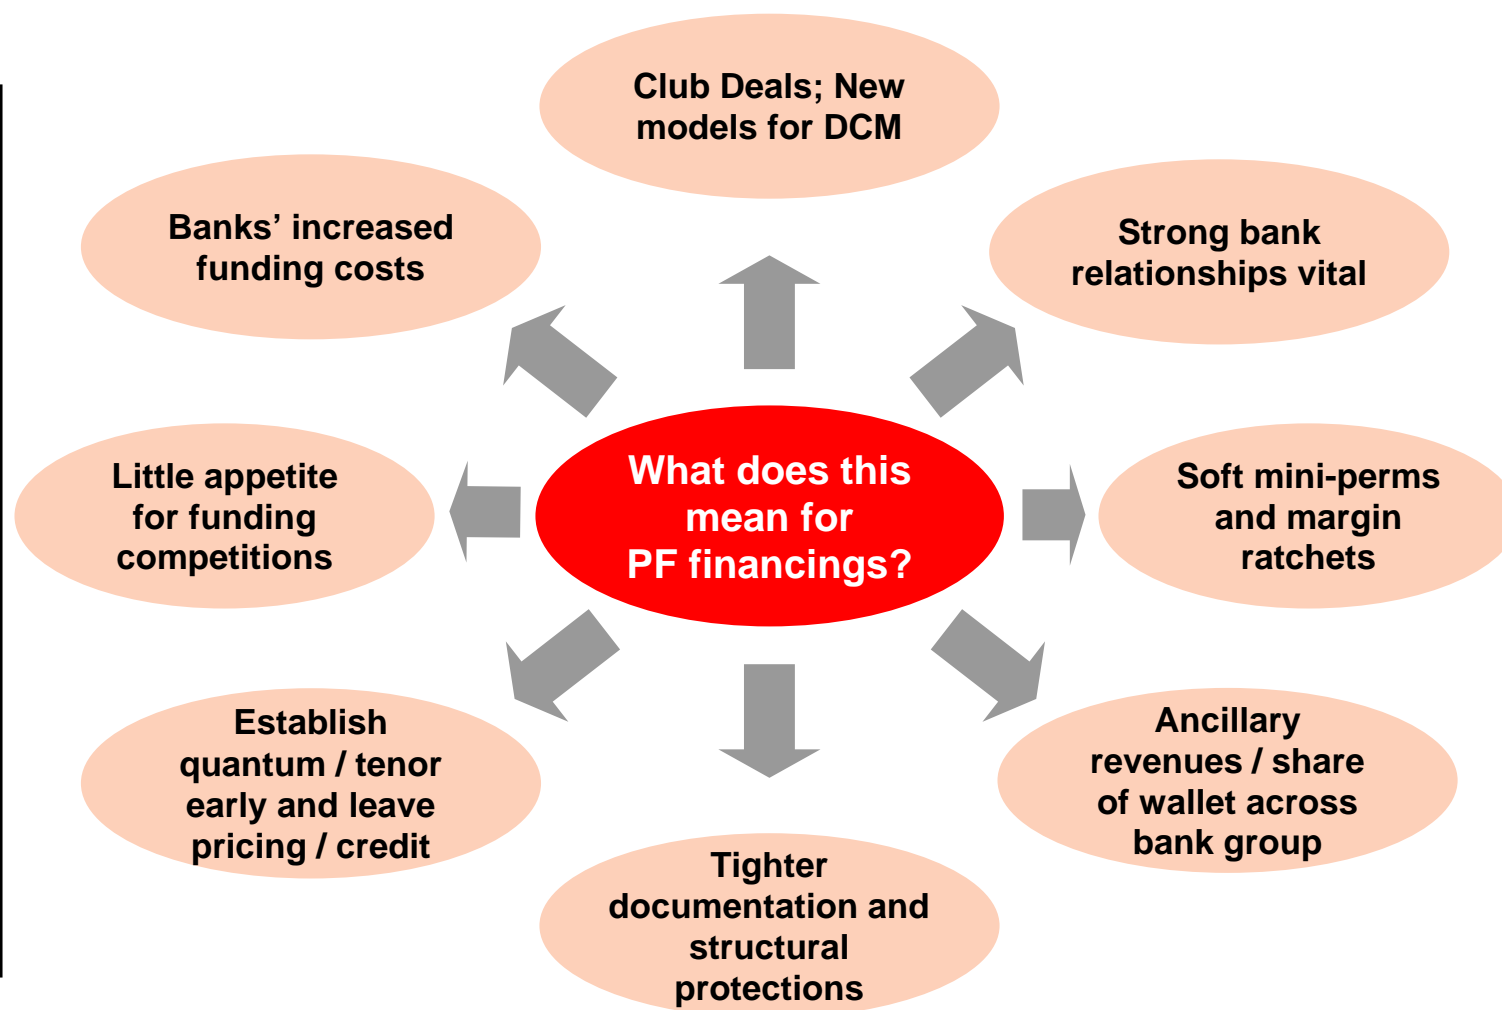 Club Deals; New
models for DCM
Banks’ increased
funding costs
Strong bank
relationships vital
Little appetite
for funding
competitions
What does this
mean for
PF financings?
Soft mini-perms
and margin
ratchets
Establish
quantum / tenor
early and leave
pricing / credit
Ancillary
revenues / share
of wallet across
bank group
Tighter
documentation and
structural
protections